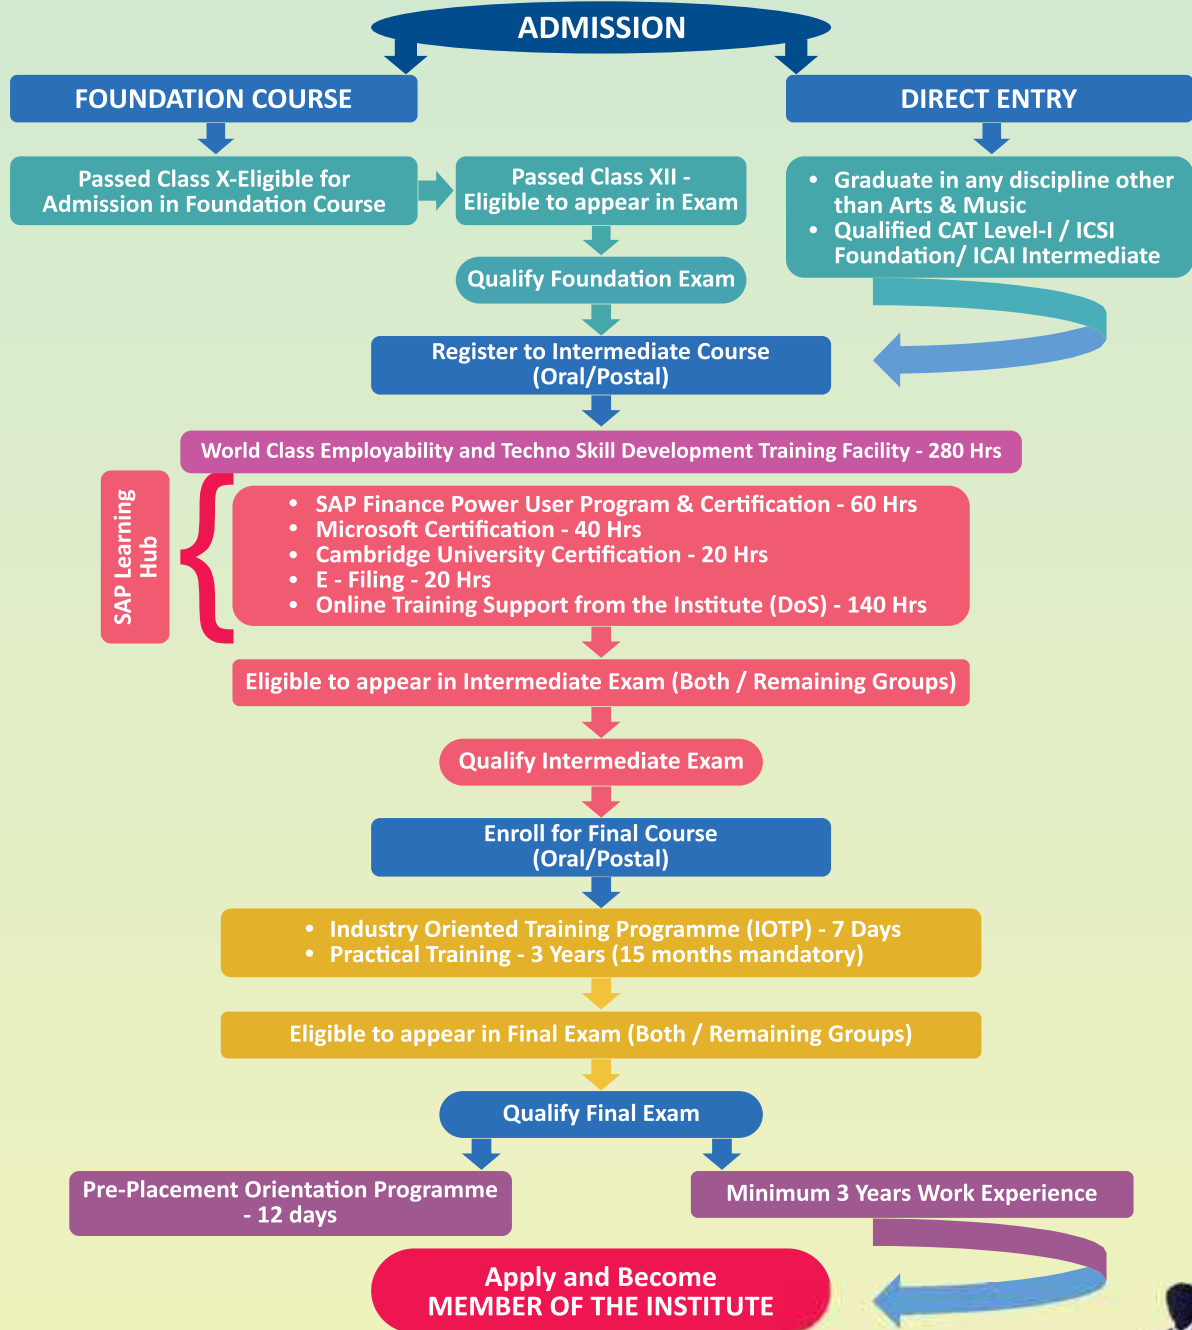 ADMISSION
FOUNDATION COURSE
DIRECT ENTRY
Passed Class X-Eligible for
Admission in Foundation Course
Passed Class XII -
Eligible to appear in Exam
• Graduate in any discipline other
than Arts & Music
• Qualified CAT Level-I / ICSI
Foundation/ ICAI Intermediate
Qualify Foundation Exam
Register to Intermediate Course
(Oral/Postal)
World Class Employability and Techno Skill Development Training Facility - 280 Hrs
SAP Learning
Hub
• SAP Finance Power User Program & Certification - 60 Hrs
• Microsoft Certification - 40 Hrs
• Cambridge University Certification - 20 Hrs
• E - Filing - 20 Hrs
• Online Training Support from the Institute (DoS) - 140 Hrs
Eligible to appear in Intermediate Exam (Both / Remaining Groups)
Qualify Intermediate Exam
Enroll for Final Course
(Oral/Postal)
• Industry Oriented Training Programme (IOTP) - 7 Days
• Practical Training - 3 Years (15 months mandatory)
Eligible to appear in Final Exam (Both / Remaining Groups)
Qualify Final Exam
Pre-Placement Orientation Programme
- 12 days
Minimum 3 Years Work Experience
Apply and Become
MEMBER OF THE INSTITUTE